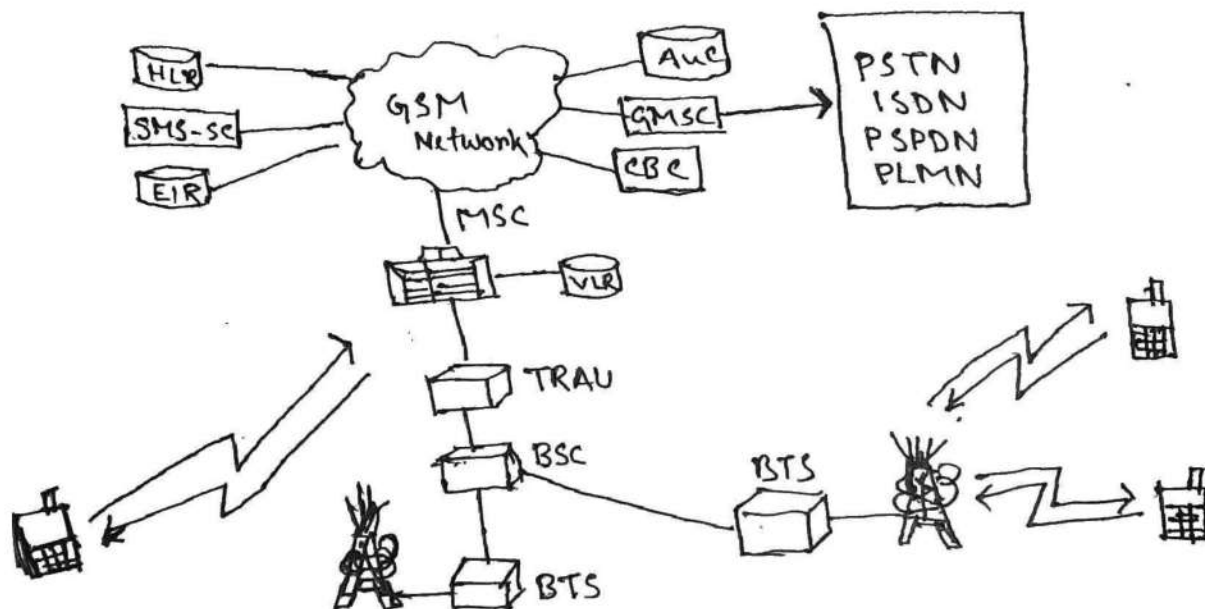 HLR
SMS-SC
EIR
GSM
Network
AUC
GMSC
CBC
PSTN
ISDN
PSPDN
PLMN
MSC
VLR
TRAU
BSC
BTS
BTS